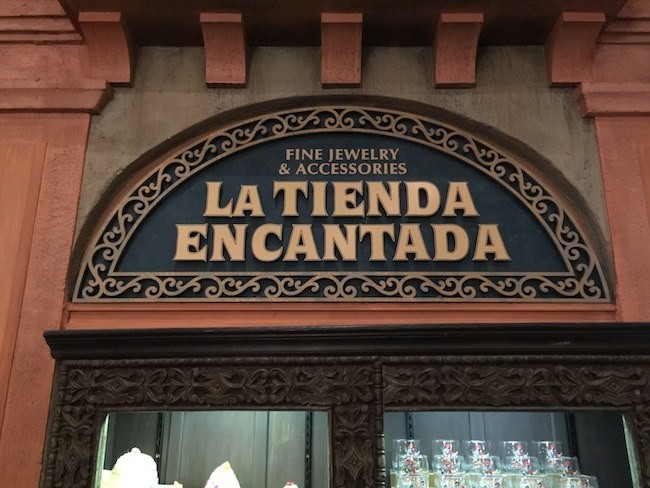 FINE JEWELRY
& ACCESSORIES
LA TIENDA
ENCANTADA